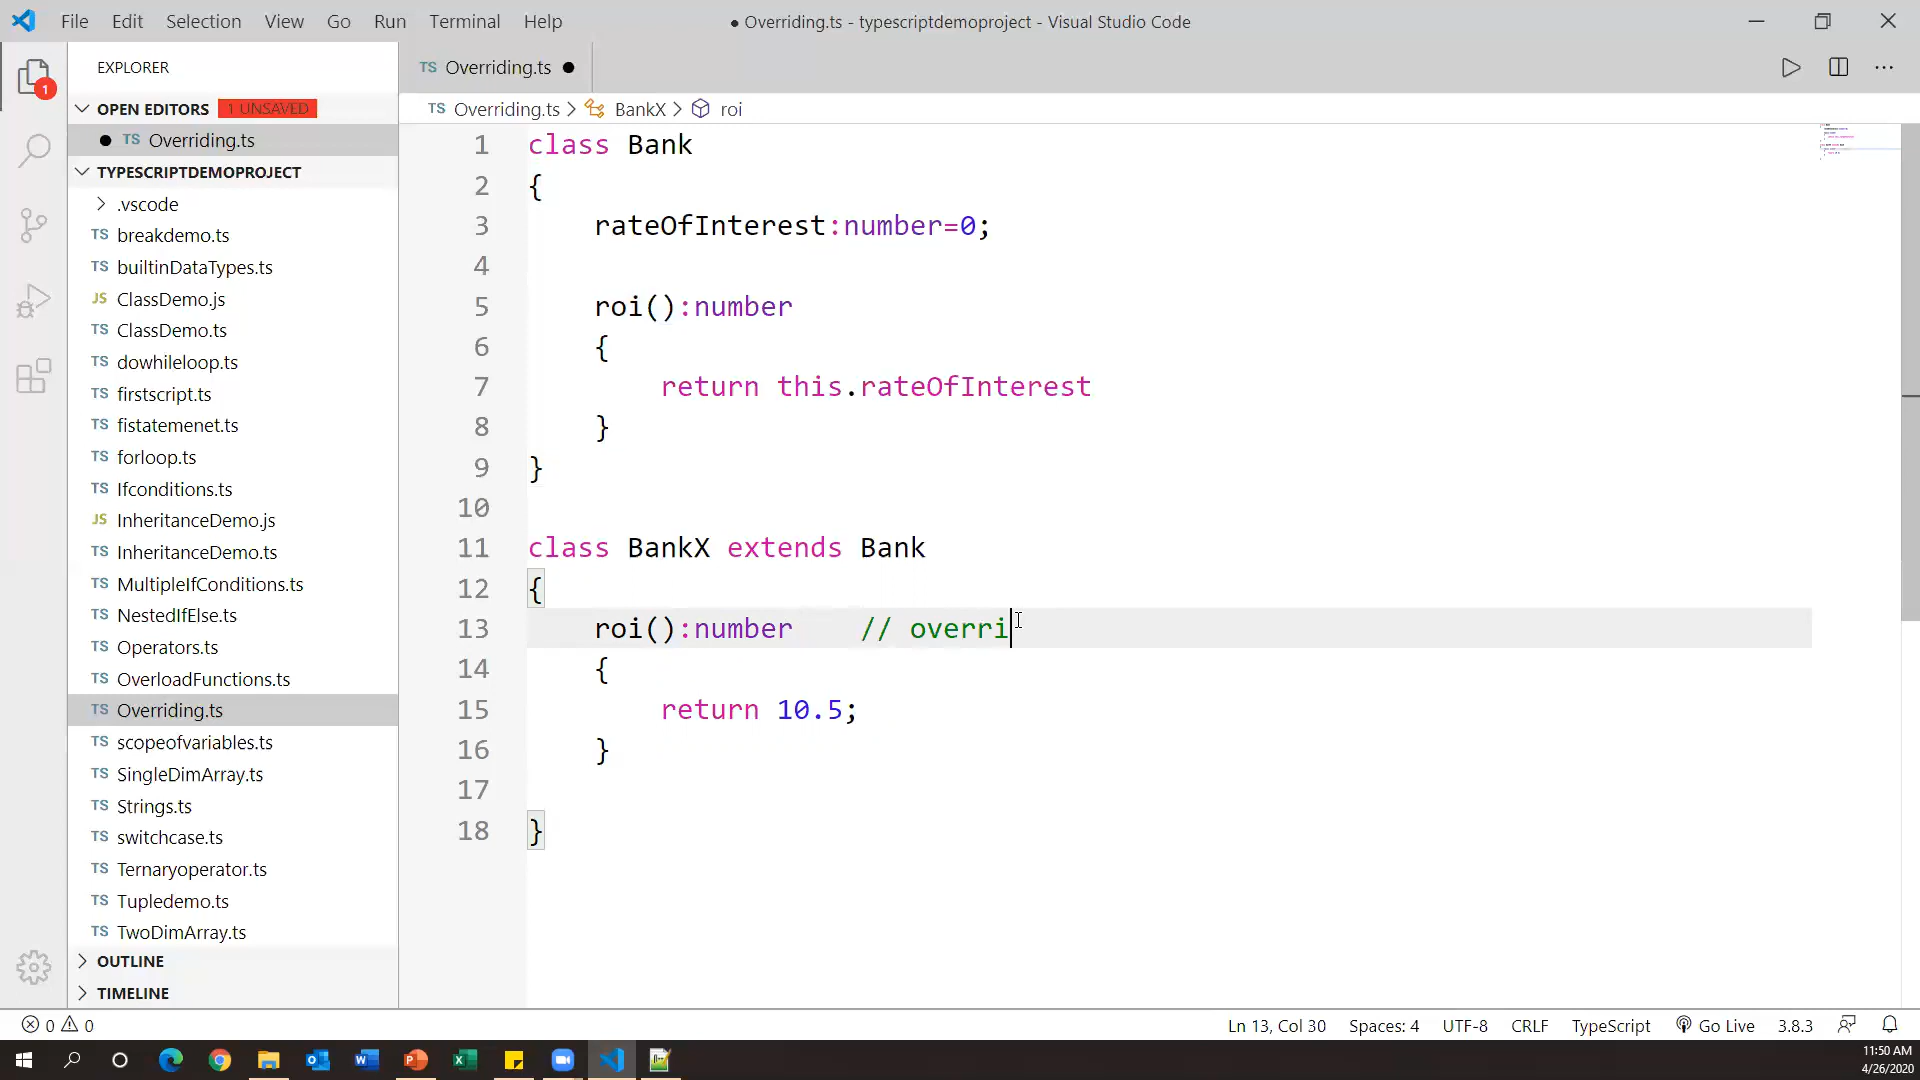 File Edit Selection View Go Run Terminal Help
● Overriding.ts - typescriptdemoproject - Visual Studio Code
EXPLORER
1
OPEN EDITORS 1 UNSAVED
● TS Overriding.ts
TYPESCRIPTDEMOPROJECT
.vscode
TS breakdemo.ts
TS builtinDataTypes.ts
JS ClassDemo.js
TS ClassDemo.ts
TS dowhileloop.ts
TS firstscript.ts
TS fistatemenet.ts
TS forloop.ts
TS Ifconditions.ts
JS InheritanceDemo.js
TS InheritanceDemo.ts
TS MultipleIfConditions.ts
TS NestedIfElse.ts
TS Operators.ts
TS OverloadFunctions.ts
TS Overriding.ts
TS scopeofvariables.ts
TS SingleDimArray.ts
TS Strings.ts
TS switchcase.ts
TS Ternaryoperator.ts
TS Tupledemo.ts
TS TwoDimArray.ts
OUTLINE
TIMELINE
TS Overriding.ts ●
TS Overriding.ts > BankX > roi
1 class Bank
2 {
3 rateOfInterest:number=0;
4
5 roi():number
6 {
7 return this.rateOfInterest
8 }
9 }
10
11 class BankX extends Bank
12 {
13 roi():number // overri
14 {
15 return 10.5;
16 }
17
18 }
0 0
Ln 13, Col 30 Spaces: 4 UTF-8 CRLF TypeScript Go Live 3.8.3
11:50 AM
4/26/2020